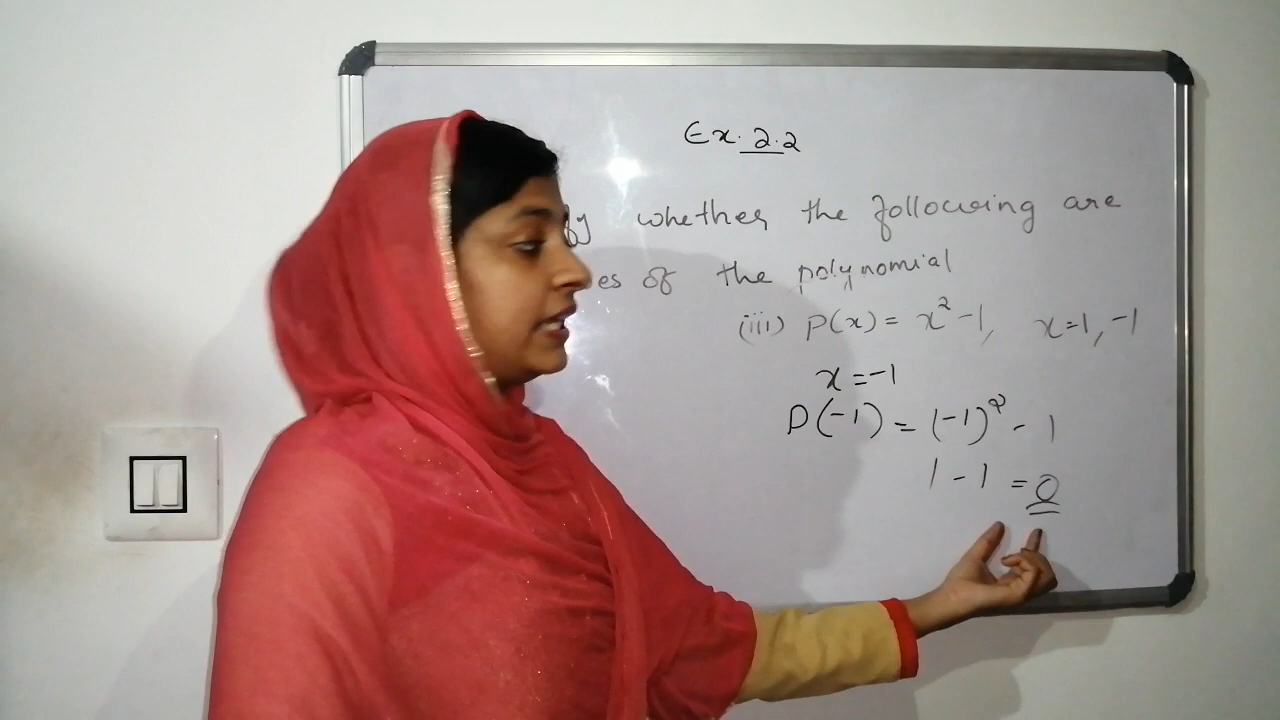 Ex. 2.2
fy whether the following are
es of the polynomial
(iii) P(x) = x² - 1, x = 1, -1
x = -1
P(-1) = (-1)² - 1
1 - 1 = 0